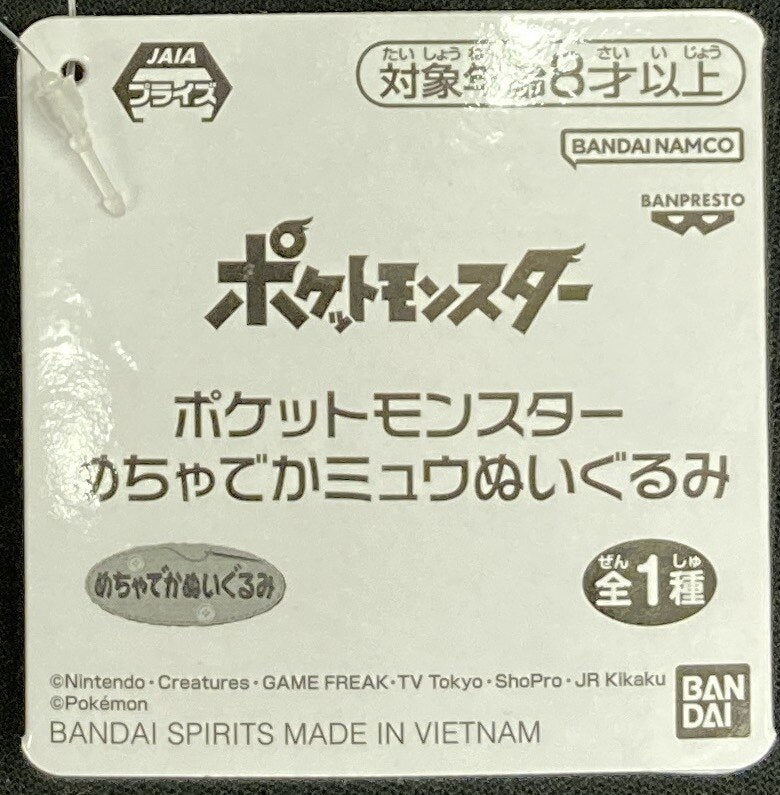 JAIA
プライズ
たいしょう さいいじょう
対象年齢8才以上
BANDAI NAMCO
BANPRESTO
ポケットモンスター
ポケットモンスター
めちゃでかミュウぬいぐるみ
めちゃでかぬいぐるみ
ぜん しゅ
全1種
©Nintendo・Creatures・GAME FREAK・TV Tokyo・ShoPro・JR Kikaku
©Pokémon
BANDAI SPIRITS MADE IN VIETNAM
BAN
DAI